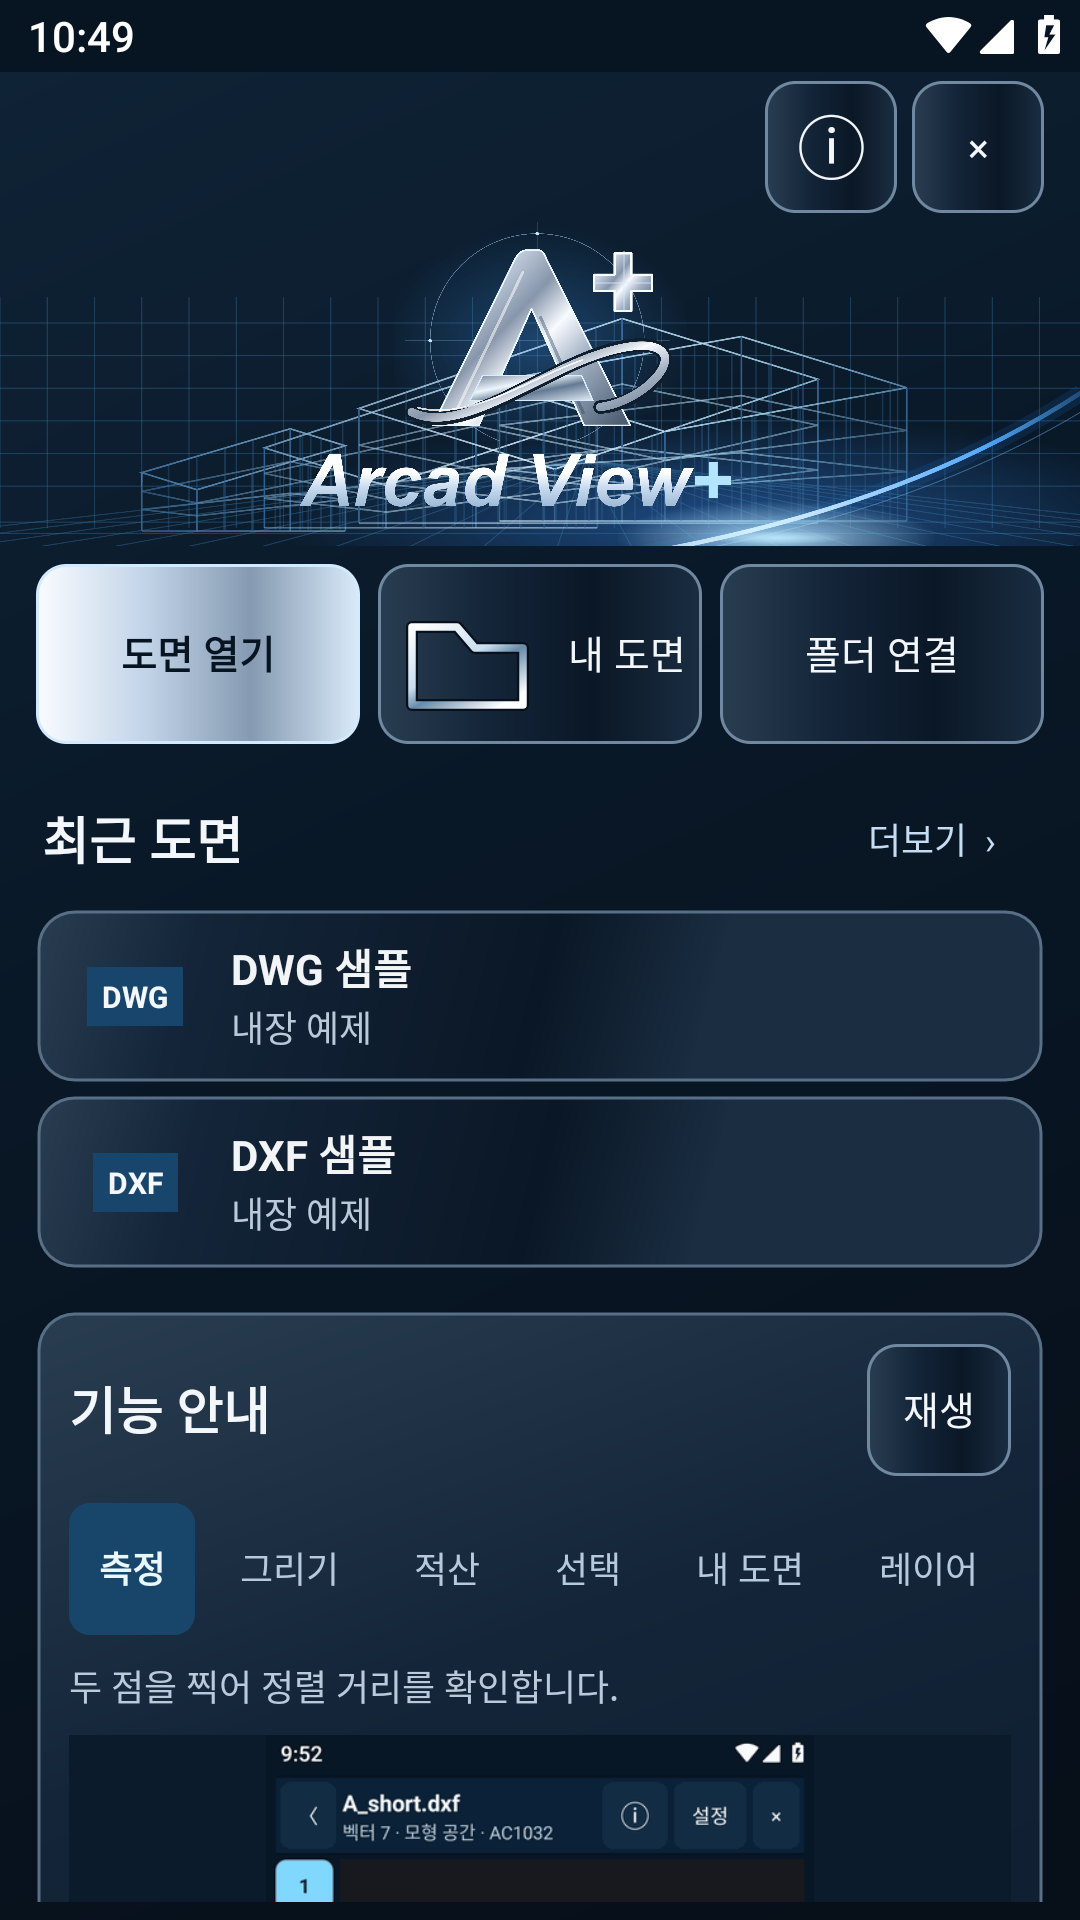 10:49
ⓘ
×
A+
Arcad View+
도면 열기
내 도면
폴더 연결
최근 도면
더보기 ›
DWG
DWG 샘플
내장 예제
DXF
DXF 샘플
내장 예제
기능 안내
재생
측정
그리기
적산
선택
내 도면
레이어
두 점을 찍어 정렬 거리를 확인합니다.
9:52
〈
A_short.dxf
벡터 7 · 모형 공간 · AC1032
ⓘ
설정
×
1